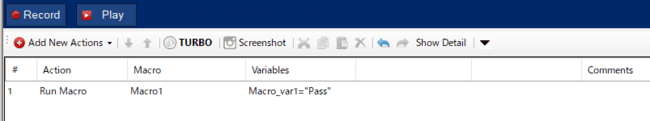 Record Play
Add New Actions TURBO Screenshot Show Detail
# Action Macro Variables Comments
1 Run Macro Macro1 Macro_var1="Pass"